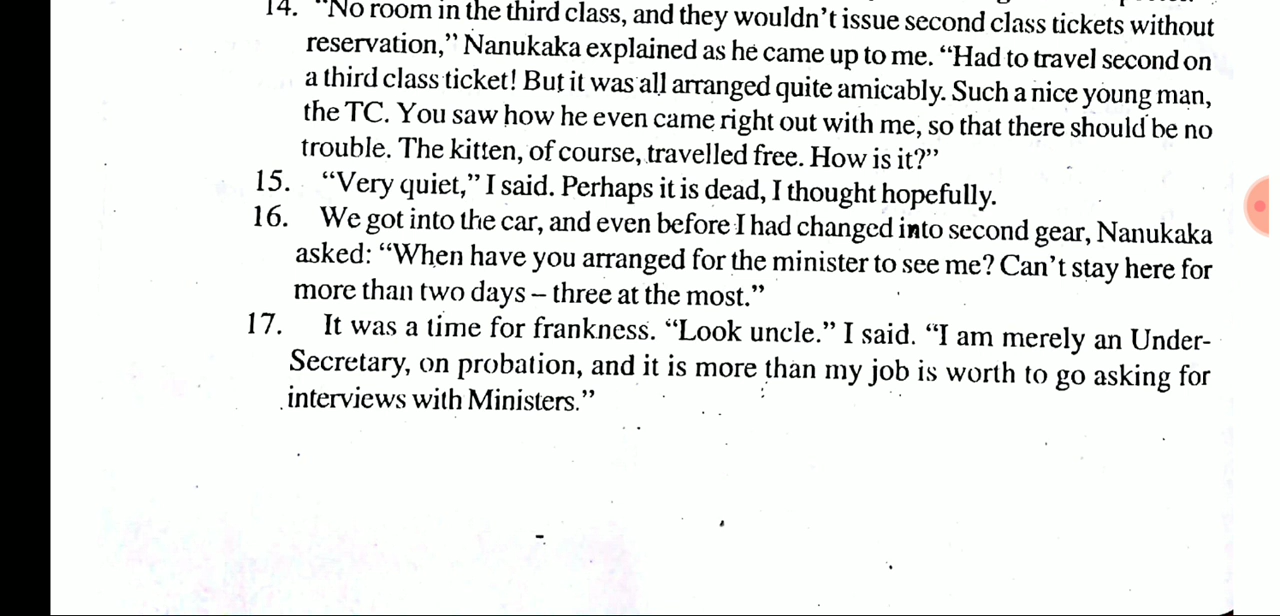 14. "No room in the third class, and they wouldn't issue second class tickets without
reservation," Nanukaka explained as he came up to me. "Had to travel second on
a third class ticket! But it was all arranged quite amicably. Such a nice young man,
the TC. You saw how he even came right out with me, so that there should be no
trouble. The kitten, of course, travelled free. How is it?"
15. "Very quiet," I said. Perhaps it is dead, I thought hopefully.
16. We got into the car, and even before I had changed into second gear, Nanukaka
asked: "When have you arranged for the minister to see me? Can't stay here for
more than two days – three at the most."
17. It was a time for frankness. "Look uncle." I said. "I am merely an Under-
Secretary, on probation, and it is more than my job is worth to go asking for
interviews with Ministers."